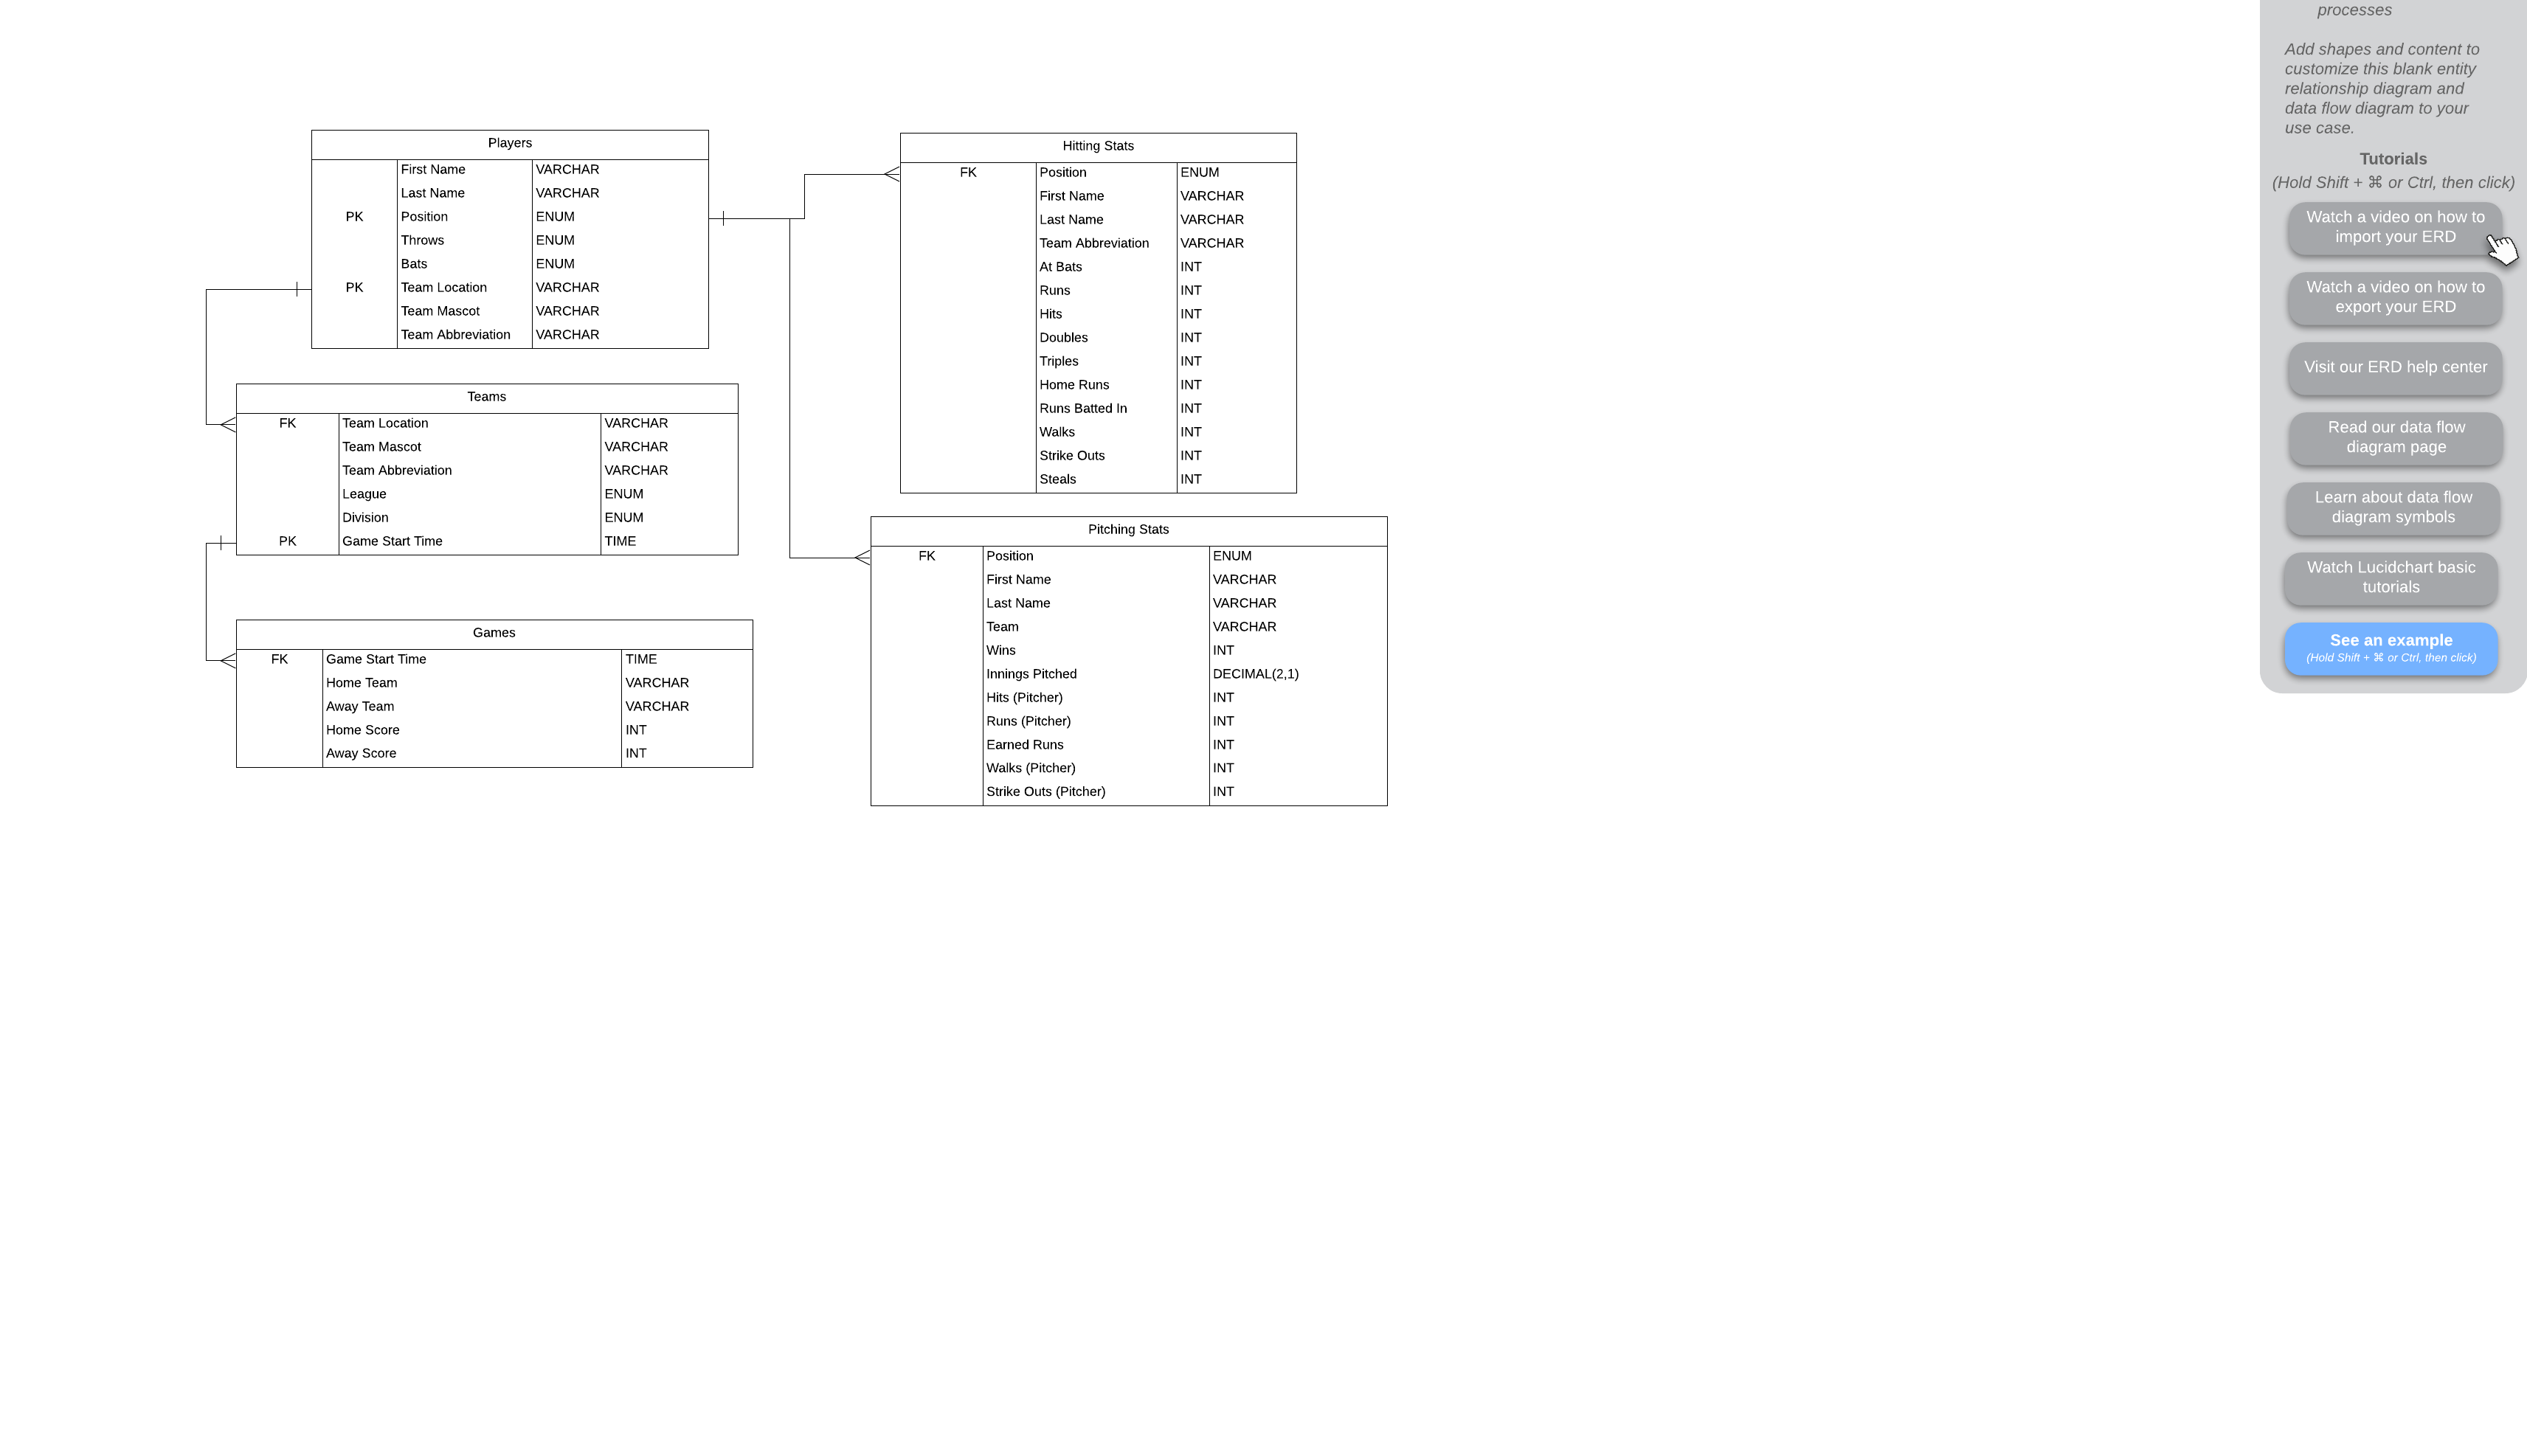 Players
First Name VARCHAR
Last Name VARCHAR
PK Position ENUM
Throws ENUM
Bats ENUM
PK Team Location VARCHAR
Team Mascot VARCHAR
Team Abbreviation VARCHAR
Teams
FK Team Location VARCHAR
Team Mascot VARCHAR
Team Abbreviation VARCHAR
League ENUM
Division ENUM
PK Game Start Time TIME
Games
FK Game Start Time TIME
Home Team VARCHAR
Away Team VARCHAR
Home Score INT
Away Score INT
Hitting Stats
FK Position ENUM
First Name VARCHAR
Last Name VARCHAR
Team Abbreviation VARCHAR
At Bats INT
Runs INT
Hits INT
Doubles INT
Triples INT
Home Runs INT
Runs Batted In INT
Walks INT
Strike Outs INT
Steals INT
Pitching Stats
FK Position ENUM
First Name VARCHAR
Last Name VARCHAR
Team VARCHAR
Wins INT
Innings Pitched DECIMAL(2,1)
Hits (Pitcher) INT
Runs (Pitcher) INT
Earned Runs INT
Walks (Pitcher) INT
Strike Outs (Pitcher) INT
processes
Add shapes and content to
customize this blank entity
relationship diagram and
data flow diagram to your
use case.
Tutorials
(Hold Shift + ⌘ or Ctrl, then click)
Watch a video on how to
import your ERD
Watch a video on how to
export your ERD
Visit our ERD help center
Read our data flow
diagram page
Learn about data flow
diagram symbols
Watch Lucidchart basic
tutorials
See an example
(Hold Shift + ⌘ or Ctrl, then click)